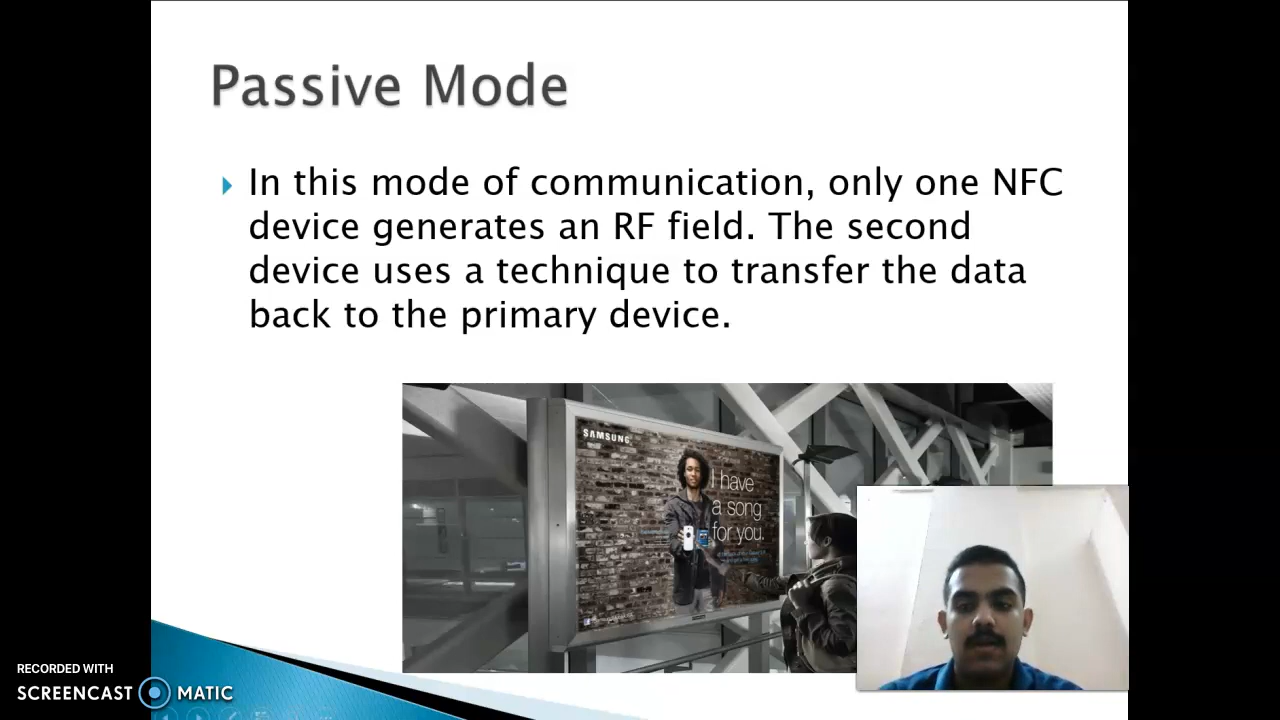 Passive Mode
In this mode of communication, only one NFC
device generates an RF field. The second
device uses a technique to transfer the data
back to the primary device.
SAMSUNG
I have
a song
for you.
RECORDED WITH
SCREENCAST MATIC